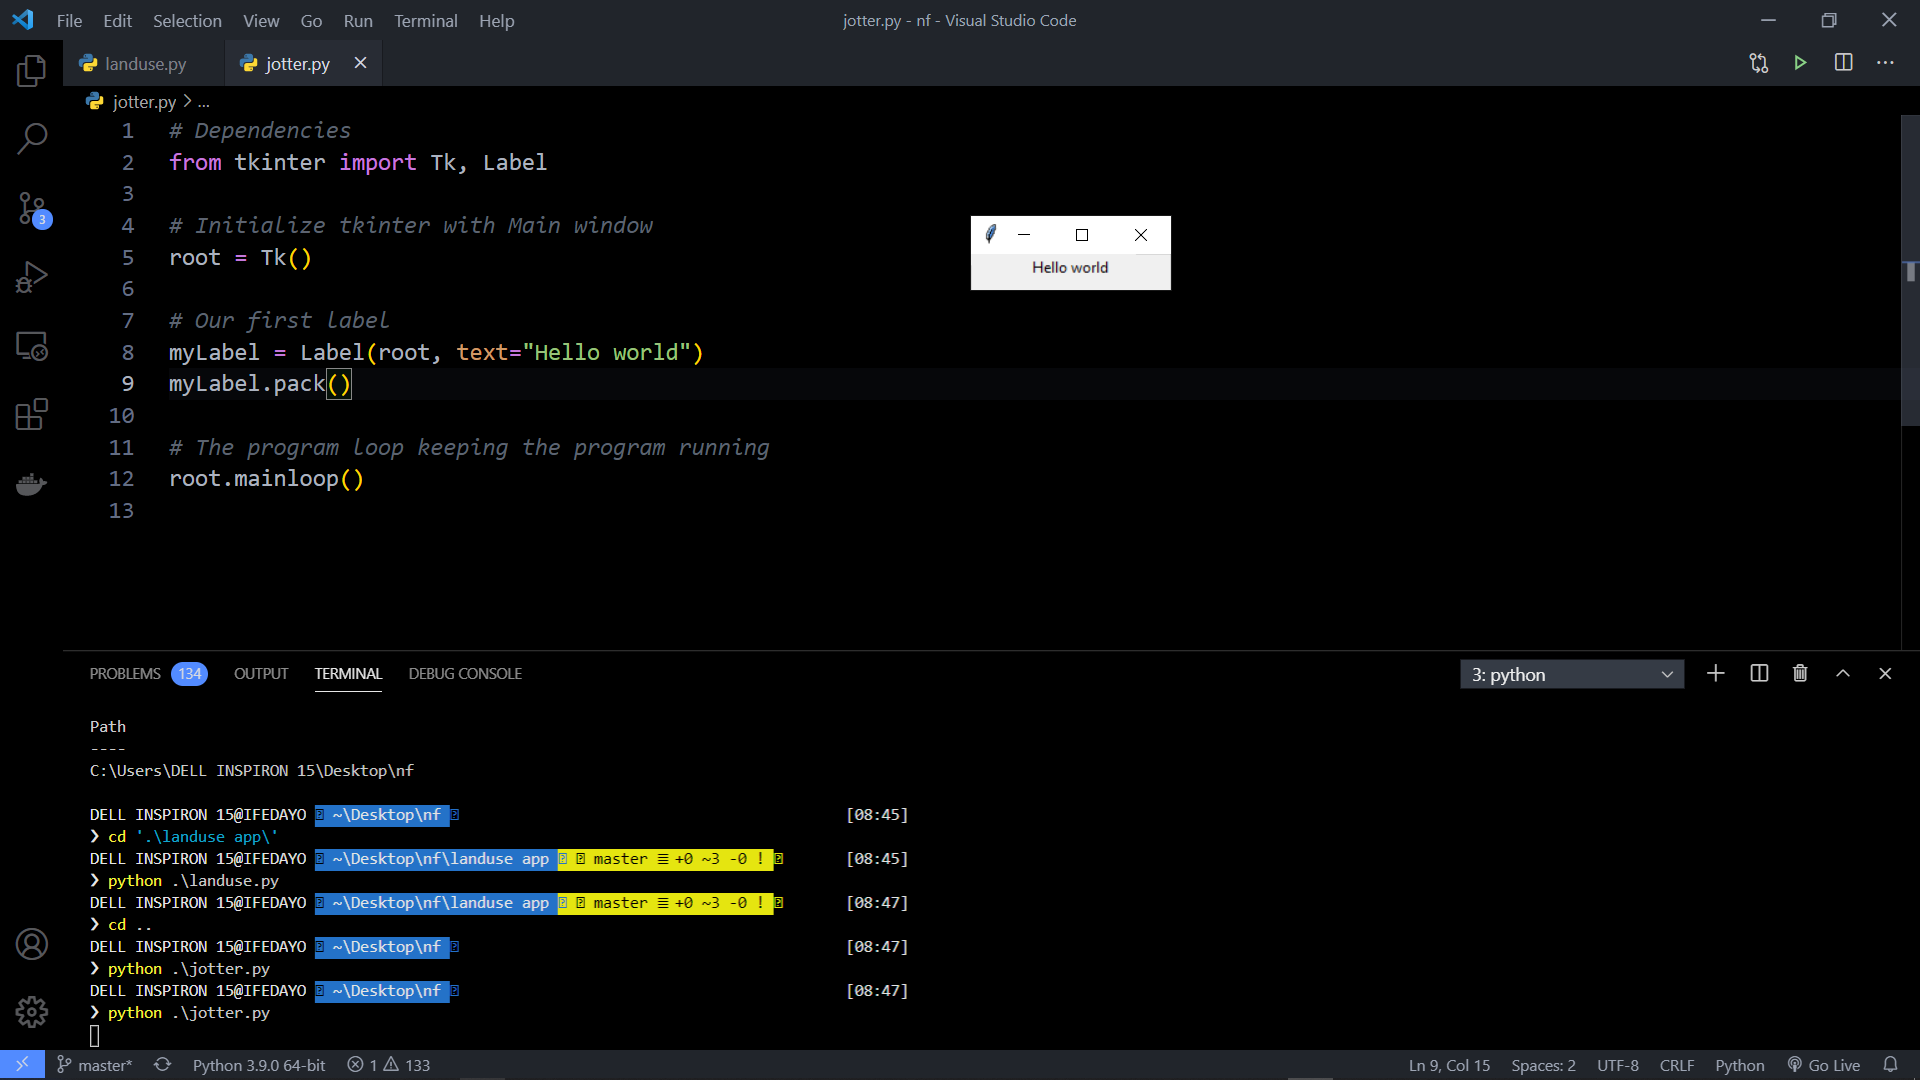 File Edit Selection View Go Run Terminal Help
jotter.py - nf - Visual Studio Code
landuse.py
jotter.py
jotter.py > ...
1 # Dependencies
2 from tkinter import Tk, Label
3
4 # Initialize tkinter with Main window
5 root = Tk()
6
7 # Our first label
8 myLabel = Label(root, text="Hello world")
9 myLabel.pack()
10
11 # The program loop keeping the program running
12 root.mainloop()
13
Hello world
3
PROBLEMS 134 OUTPUT TERMINAL DEBUG CONSOLE
3: python
Path
----
C:\Users\DELL INSPIRON 15\Desktop\nf
DELL INSPIRON 15@IFEDAYO ~\Desktop\nf [08:45]
❯ cd '.\landuse app\'
DELL INSPIRON 15@IFEDAYO ~\Desktop\nf\landuse app master ≡ +0 ~3 -0 ! [08:45]
❯ python .\landuse.py
DELL INSPIRON 15@IFEDAYO ~\Desktop\nf\landuse app master ≡ +0 ~3 -0 ! [08:47]
❯ cd ..
DELL INSPIRON 15@IFEDAYO ~\Desktop\nf [08:47]
❯ python .\jotter.py
DELL INSPIRON 15@IFEDAYO ~\Desktop\nf [08:47]
❯ python .\jotter.py
master* Python 3.9.0 64-bit 1 133
Ln 9, Col 15 Spaces: 2 UTF-8 CRLF Python Go Live